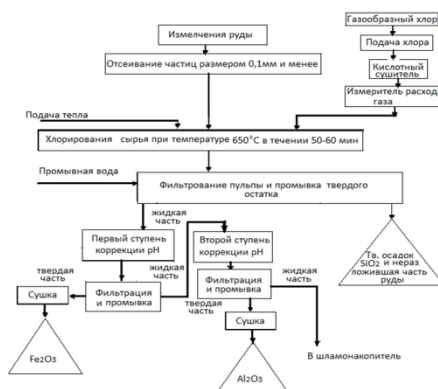 Газообразный хлор
Измелчения руды
Подача хлора
Отсеивание частиц размером 0,1мм и менее
Кислотный
сушитель
Измеритель расхода
газа
Подача тепла
Хлорирования сырья при температуре 650°С в течении 50-60 мин
Промывная вода
Фильтрование пульпы и промывка твердого
остатка
жидкая
часть
Первый ступень
коррекции pH
Второй ступень
коррекции pH
Тв. осадок
SiO2 и нераз.
ложившая часть
руды
твердая
часть
жидкая
часть
жидкая
часть
Сушка
Фильтрация
и промывка
твердая
часть
Фильтрация
и промывка
Сушка
В шламонакопитель
Fe2O3
Al2O3